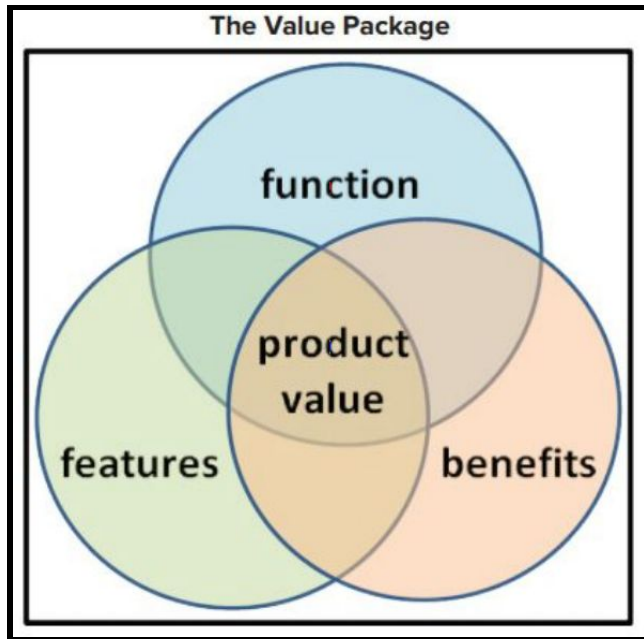 The Value Package
function
product
value
features
benefits